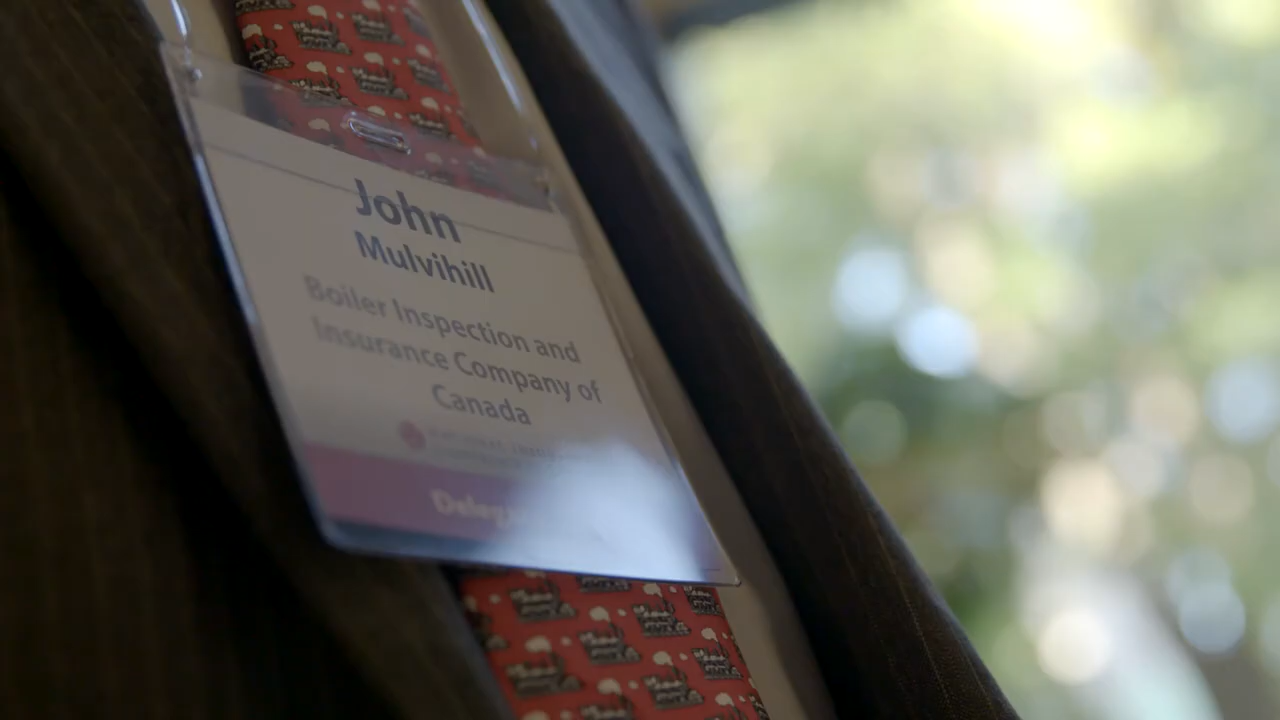 John
Mulvihill
Boiler Inspection and
Insurance Company of
Canada